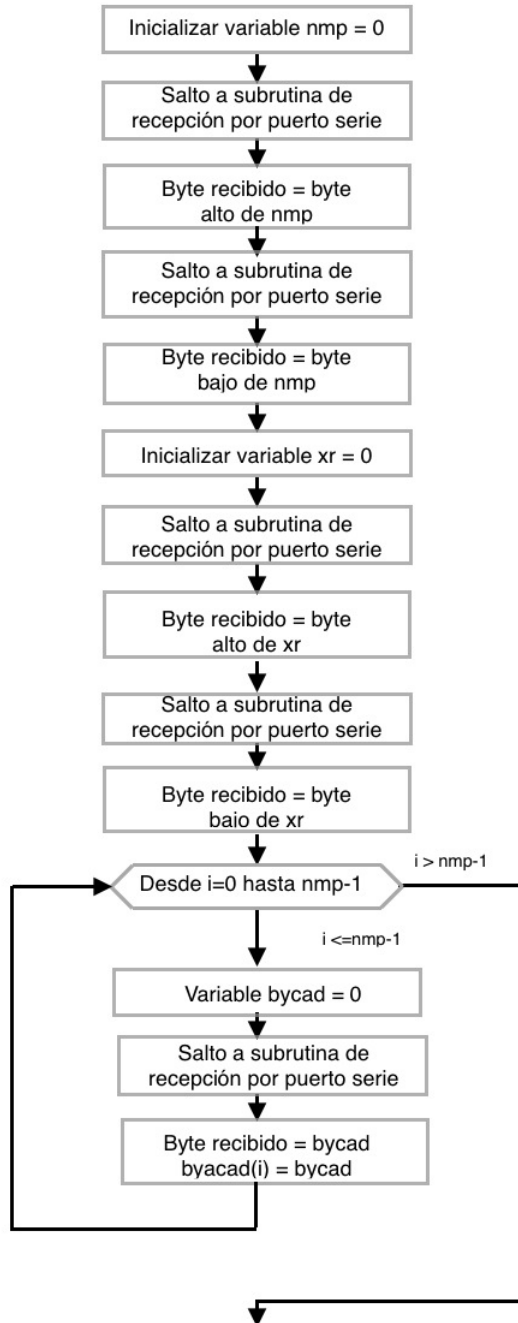 Inicializar variable nmp = 0
Salto a subrutina de
recepción por puerto serie
Byte recibido = byte
alto de nmp
Salto a subrutina de
recepción por puerto serie
Byte recibido = byte
bajo de nmp
Inicializar variable xr = 0
Salto a subrutina de
recepción por puerto serie
Byte recibido = byte
alto de xr
Salto a subrutina de
recepción por puerto serie
Byte recibido = byte
bajo de xr
i > nmp-1
Desde i=0 hasta nmp-1
i <=nmp-1
Variable bycad = 0
Salto a subrutina de
recepción por puerto serie
Byte recibido = bycad
byacad(i) = bycad